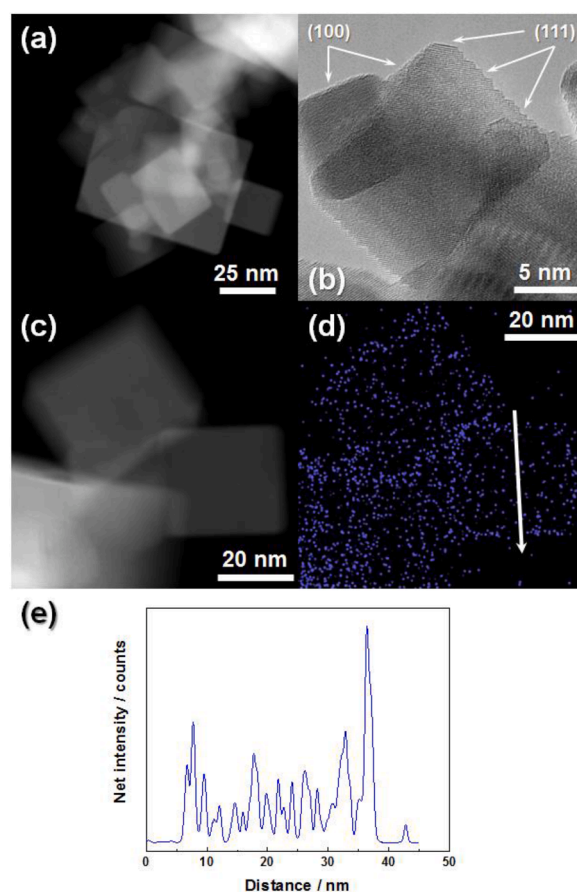 (a)
25 nm
(100)
(111)
(b)
5 nm
(c)
20 nm
(d)
20 nm
(e)
Net intensity / counts
0 10 20 30 40 50
Distance / nm